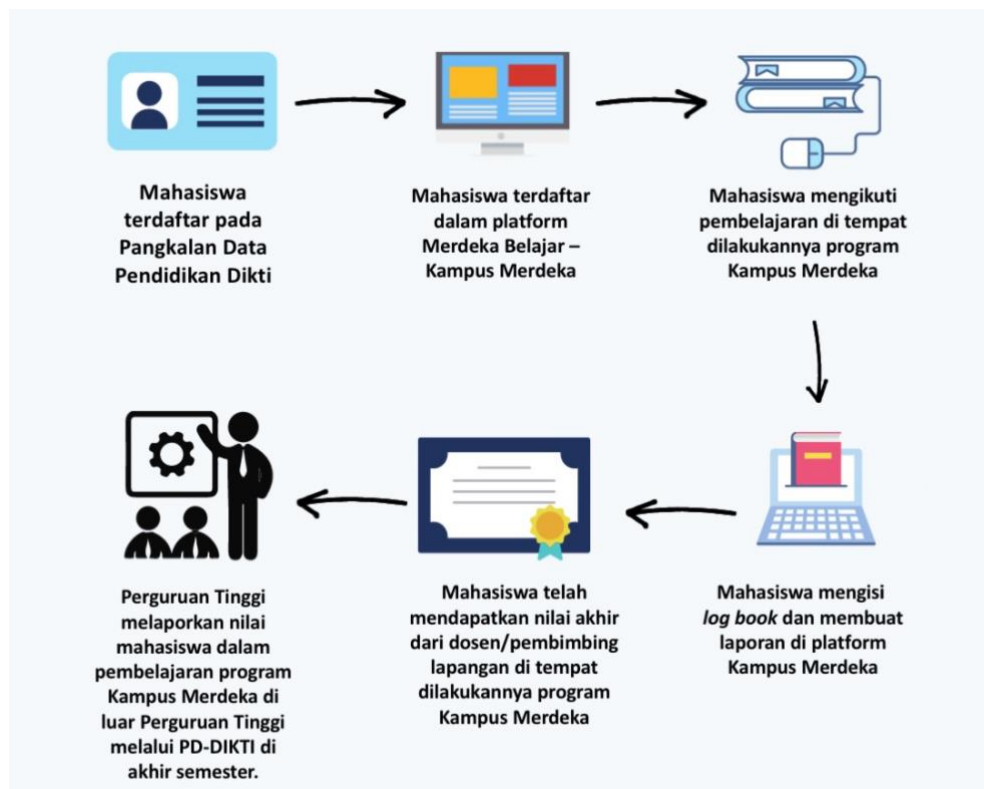 Mahasiswa
terdaftar pada
Pangkalan Data
Pendidikan Dikti
Mahasiswa terdaftar
dalam platform
Merdeka Belajar –
Kampus Merdeka
Mahasiswa mengikuti
pembelajaran di tempat
dilakukannya program
Kampus Merdeka
Mahasiswa mengisi
log book dan membuat
laporan di platform
Kampus Merdeka
Mahasiswa telah
mendapatkan nilai akhir
dari dosen/pembimbing
lapangan di tempat
dilakukannya program
Kampus Merdeka
Perguruan Tinggi
melaporkan nilai
mahasiswa dalam
pembelajaran program
Kampus Merdeka di
luar Perguruan Tinggi
melalui PD-DIKTI di
akhir semester.